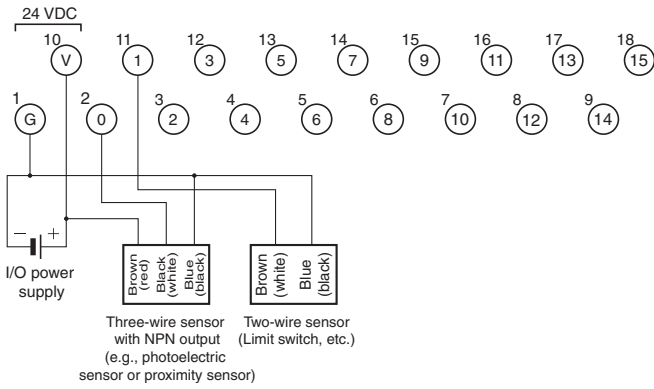 24 VDC
10 11 12 13 14 15 16 17 18
V 1 3 5 7 9 11 13 15
1 2 3 4 5 6 7 8 9
G 0 2 4 6 8 10 12 14
− +
I/O power
supply
Brown
(red)
Black
(white)
Blue
(black)
Brown
(white)
Blue
(black)
Three-wire sensor
with NPN output
(e.g., photoelectric
sensor or proximity sensor)
Two-wire sensor
(Limit switch, etc.)